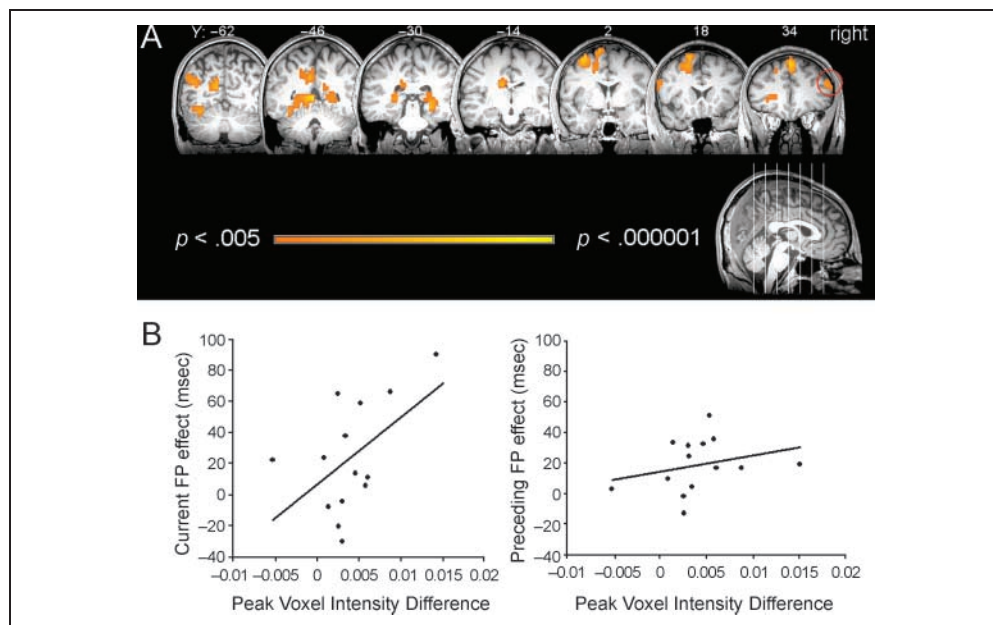 A
Y: −62 −46 −30 −14 2 18 34 right
p < .005 p < .000001
B
Current FP effect (msec)
100
80
60
40
20
0
−20
−40
−0.01 −0.005 0 0.005 0.01 0.015 0.02
Peak Voxel Intensity Difference
Preceding FP effect (msec)
100
80
60
40
20
0
−20
−40
−0.01 −0.005 0 0.005 0.01 0.015 0.02
Peak Voxel Intensity Difference